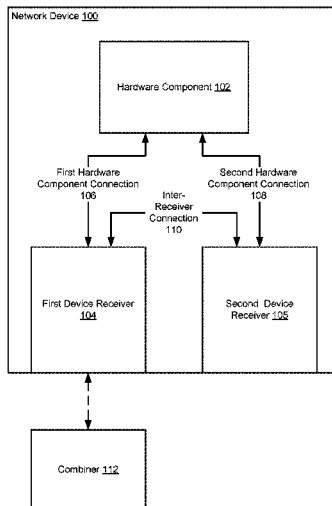 Network Device 100
Hardware Component 102
First Hardware
Component Connection
106
Second Hardware
Component Connection
108
Inter-
Receiver
Connection
110
First Device Receiver
104
Second Device
Receiver 105
Combiner 112